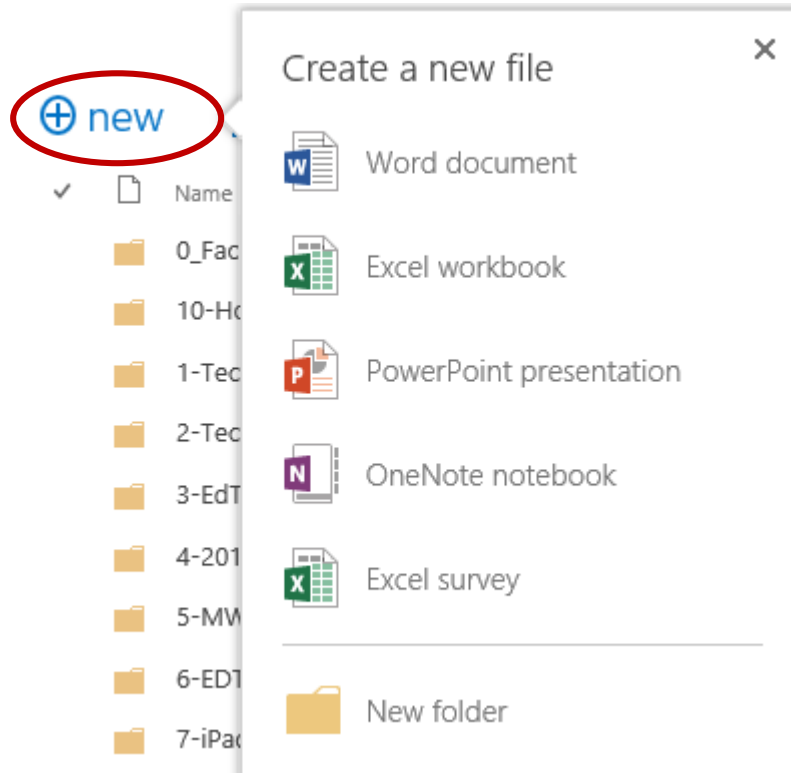 Create a new file
new
Word document
Name
Excel workbook
0_Fac
10-Ho
PowerPoint presentation
1-Tec
2-Tec
OneNote notebook
3-EdT
4-201
Excel survey
5-MW
6-EDT
New folder
7-iPad